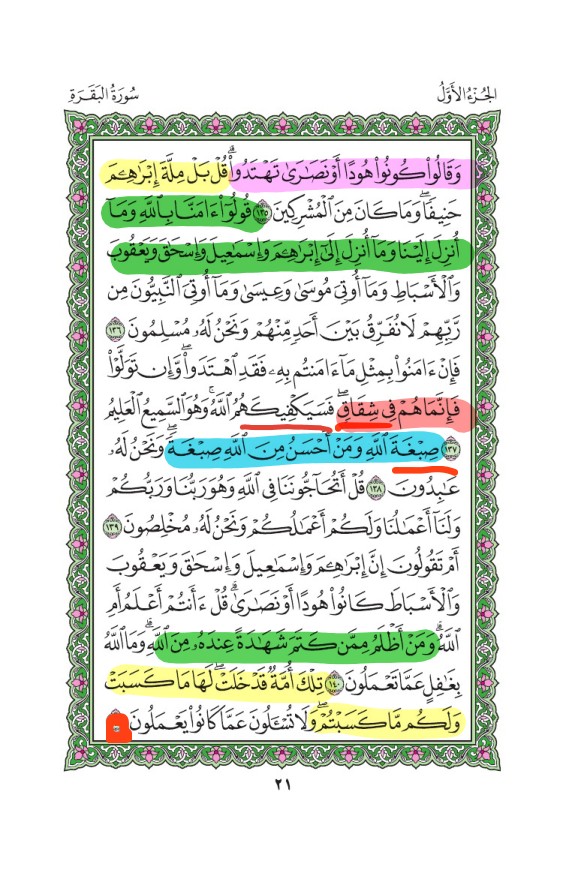 الجُزْءُ الأَوَّلُ
سُورَةُ البَقَرَةِ
وَقَالُواْ كُونُواْ هُودًا أَوۡ نَصَٰرَىٰ تَهۡتَدُواْۗ قُلۡ بَلۡ مِلَّةَ إِبۡرَٰهِـۧمَ
حَنِيفٗاۖ وَمَا كَانَ مِنَ ٱلۡمُشۡرِكِينَ ١٣٥ قُولُوٓاْ ءَامَنَّا بِٱللَّهِ وَمَآ
أُنزِلَ إِلَيۡنَا وَمَآ أُنزِلَ إِلَىٰٓ إِبۡرَٰهِـۧمَ وَإِسۡمَٰعِيلَ وَإِسۡحَٰقَ وَيَعۡقُوبَ
وَٱلۡأَسۡبَاطِ وَمَآ أُوتِيَ مُوسَىٰ وَعِيسَىٰ وَمَآ أُوتِيَ ٱلنَّبِيُّونَ مِن
رَّبِّهِمۡ لَا نُفَرِّقُ بَيۡنَ أَحَدٖ مِّنۡهُمۡ وَنَحۡنُ لَهُۥ مُسۡلِمُونَ ١٣٦
فَإِنۡ ءَامَنُواْ بِمِثۡلِ مَآ ءَامَنتُم بِهِۦ فَقَدِ ٱهۡتَدَواْۖ وَّإِن تَوَلَّوۡاْ
فَإِنَّمَا هُمۡ فِي شِقَاقٖۖ فَسَيَكۡفِيكَهُمُ ٱللَّهُۚ وَهُوَ ٱلسَّمِيعُ ٱلۡعَلِيمُ
١٣٧ صِبۡغَةَ ٱللَّهِ وَمَنۡ أَحۡسَنُ مِنَ ٱللَّهِ صِبۡغَةٗۖ وَنَحۡنُ لَهُۥ
عَٰبِدُونَ ١٣٨ قُلۡ أَتُحَآجُّونَنَا فِي ٱللَّهِ وَهُوَ رَبُّنَا وَرَبُّكُمۡ
وَلَنَآ أَعۡمَٰلُنَا وَلَكُمۡ أَعۡمَٰلُكُمۡ وَنَحۡنُ لَهُۥ مُخۡلِصُونَ ١٣٩
أَمۡ تَقُولُونَ إِنَّ إِبۡرَٰهِـۧمَ وَإِسۡمَٰعِيلَ وَإِسۡحَٰقَ وَيَعۡقُوبَ
وَٱلۡأَسۡبَاطَ كَانُواْ هُودًا أَوۡ نَصَٰرَىٰۗ قُلۡ ءَأَنتُمۡ أَعۡلَمُ أَمِ
ٱللَّهُۗ وَمَنۡ أَظۡلَمُ مِمَّن كَتَمَ شَهَٰدَةً عِندَهُۥ مِنَ ٱللَّهِۗ وَمَا ٱللَّهُ
بِغَٰفِلٍ عَمَّا تَعۡمَلُونَ ١٤٠ تِلۡكَ أُمَّةٞ قَدۡ خَلَتۡۖ لَهَا مَا كَسَبَتۡ
وَلَكُم مَّا كَسَبۡتُمۡۖ وَلَا تُسۡـَٔلُونَ عَمَّا كَانُواْ يَعۡمَلُونَ
٢١